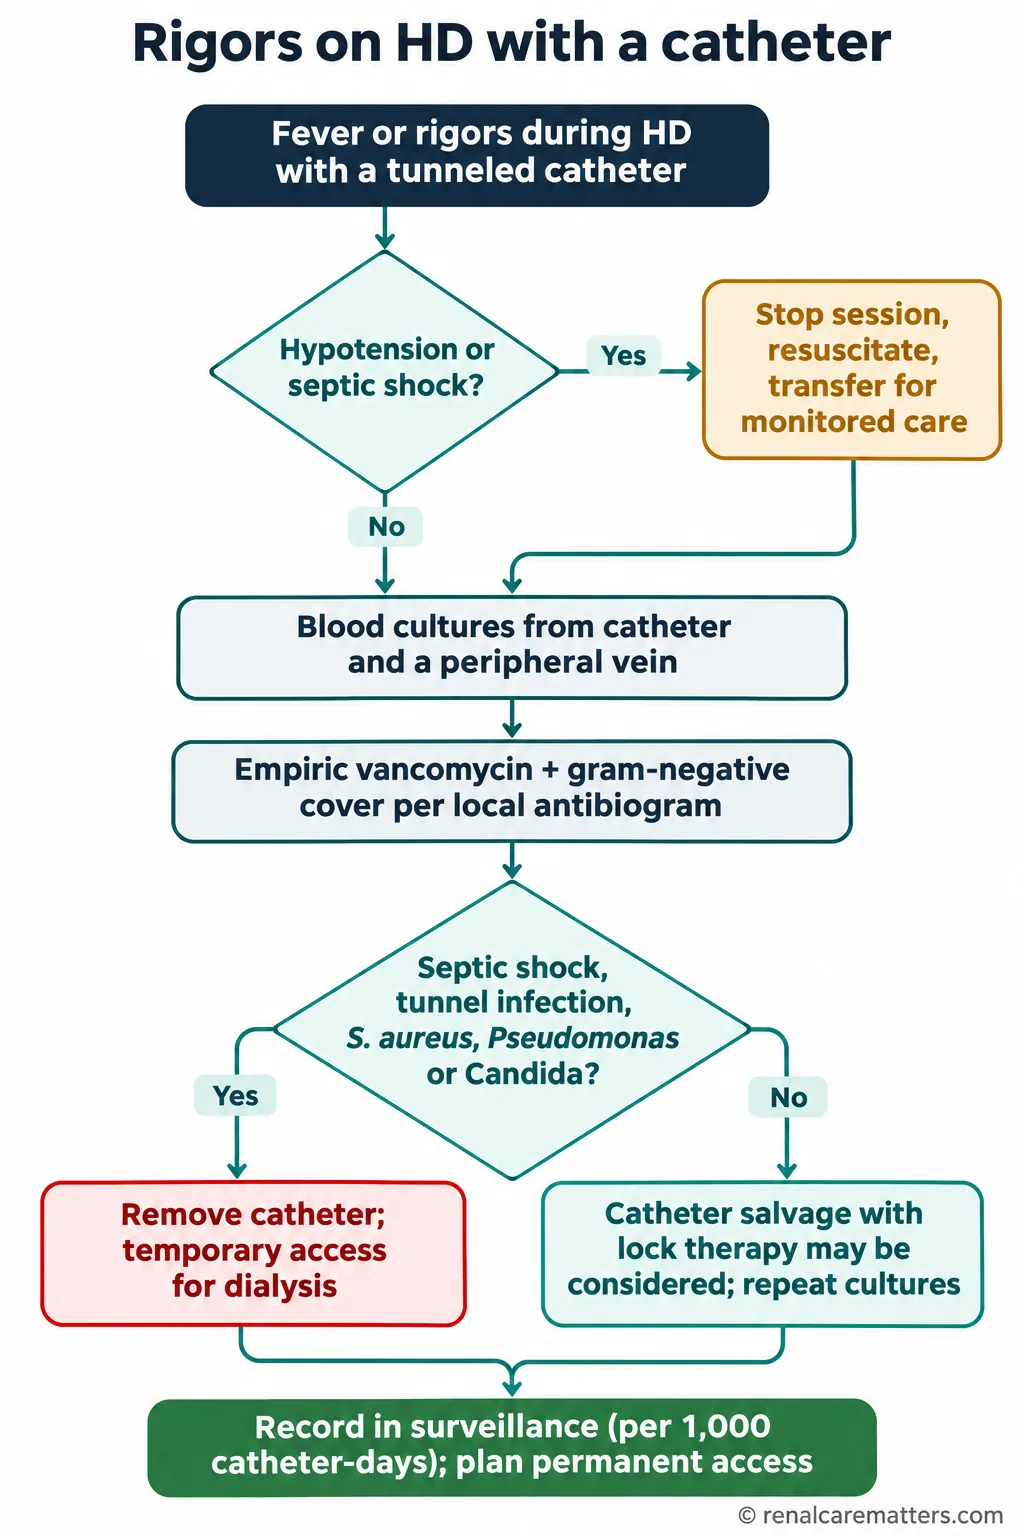 Rigors on HD with a catheter
Fever or rigors during HD
with a tunneled catheter
Hypotension or
septic shock?
Yes
Stop session,
resuscitate,
transfer for
monitored care
No
Blood cultures from catheter
and a peripheral vein
Empiric vancomycin + gram-negative
cover per local antibiogram
Septic shock,
tunnel infection,
S. aureus, Pseudomonas
or Candida?
Yes
No
Remove catheter;
temporary access
for dialysis
Catheter salvage with
lock therapy may be
considered; repeat cultures
Record in surveillance (per 1,000
catheter-days); plan permanent access
© renalcarematters.com